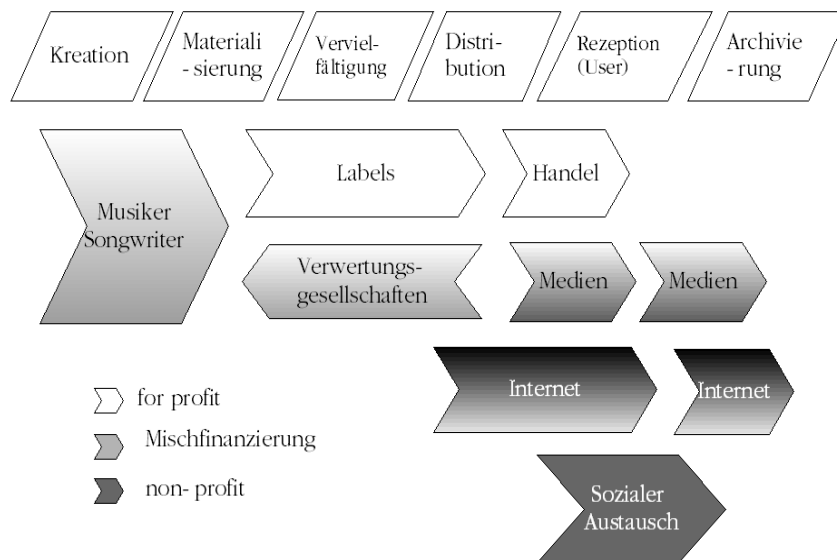 Kreation
Materiali
- sierung
Verviel-
fältigung
Distri-
bution
Rezeption
(User)
Archivie
- rung
Musiker
Songwriter
Labels
Handel
Verwertungs-
gesellschaften
Medien
Medien
Internet
Internet
for profit
Mischfinanzierung
non- profit
Sozialer
Austausch